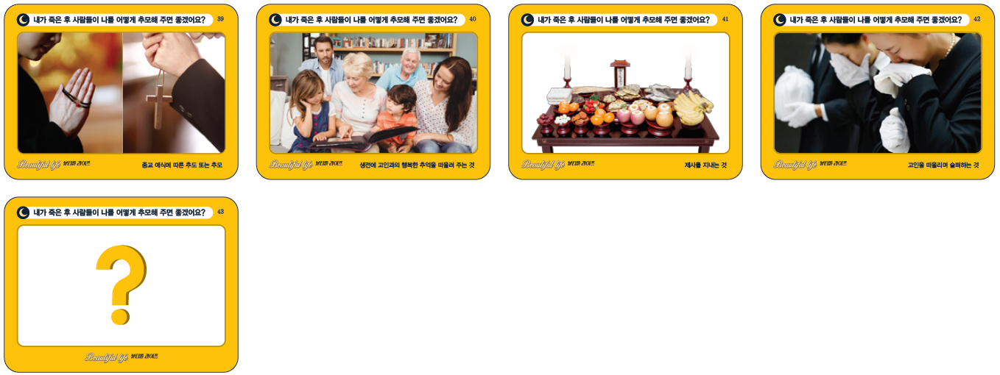 내가 죽은 후 사람들이 나를 어떻게 추모해 주면 좋겠어요? 39
Beautiful life 뷰티풀 라이프 종교 예식에 따른 추도 또는 추모
내가 죽은 후 사람들이 나를 어떻게 추모해 주면 좋겠어요? 40
Beautiful life 뷰티풀 라이프 생전에 고인과의 행복한 추억을 떠올려 주는 것
내가 죽은 후 사람들이 나를 어떻게 추모해 주면 좋겠어요? 41
Beautiful life 뷰티풀 라이프 제사를 지내는 것
내가 죽은 후 사람들이 나를 어떻게 추모해 주면 좋겠어요? 42
Beautiful life 뷰티풀 라이프 고인을 떠올리며 슬퍼하는 것
내가 죽은 후 사람들이 나를 어떻게 추모해 주면 좋겠어요? 43
?
Beautiful life 뷰티풀 라이프